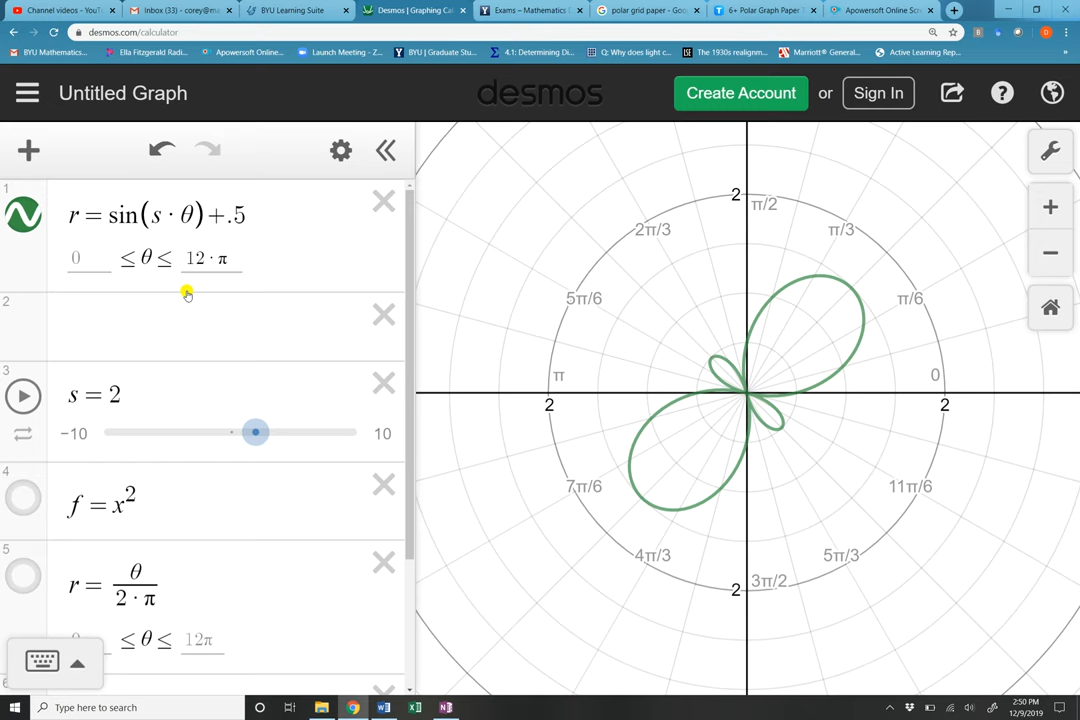 Channel videos - YouT
Inbox (33) - corey@ma
BYU Learning Suite
Desmos | Graphing Cal
Exams – Mathematics D
polar grid paper - Goo
6+ Polar Graph Paper T
Apowersoft Online Scre
desmos.com/calculator
BYU Mathematics...
Ella Fitzgerald Radi...
Apowersoft Online...
Launch Meeting - Z...
BYU | Graduate Stu...
4.1: Determining Di...
Q: Why does light c...
The 1930s realignm...
Marriott® General...
Active Learning Rep...
Untitled Graph
desmos
Create Account
or
Sign In
1
r = sin(s · θ) + .5
0 ≤ θ ≤ 12 · π
2
3
s = 2
−10
10
4
f = x²
5
r = θ / 2 · π
≤ θ ≤ 12π
2
π/2
2π/3
π/3
5π/6
π/6
π
0
2
2
7π/6
11π/6
4π/3
5π/3
2
3π/2
Type here to search
2:50 PM
12/9/2019